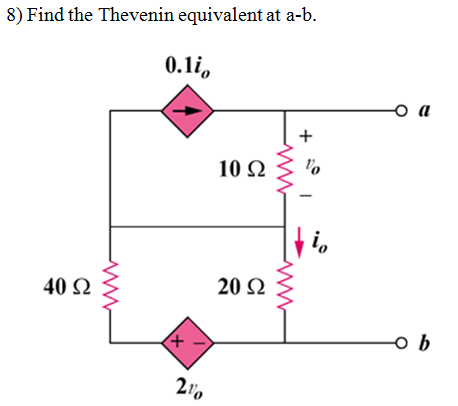 8) Find the Thevenin equivalent at a-b.
0.1iₒ
a
+
10 Ω
vₒ
–
iₒ
40 Ω
20 Ω
+ –
b
2vₒ